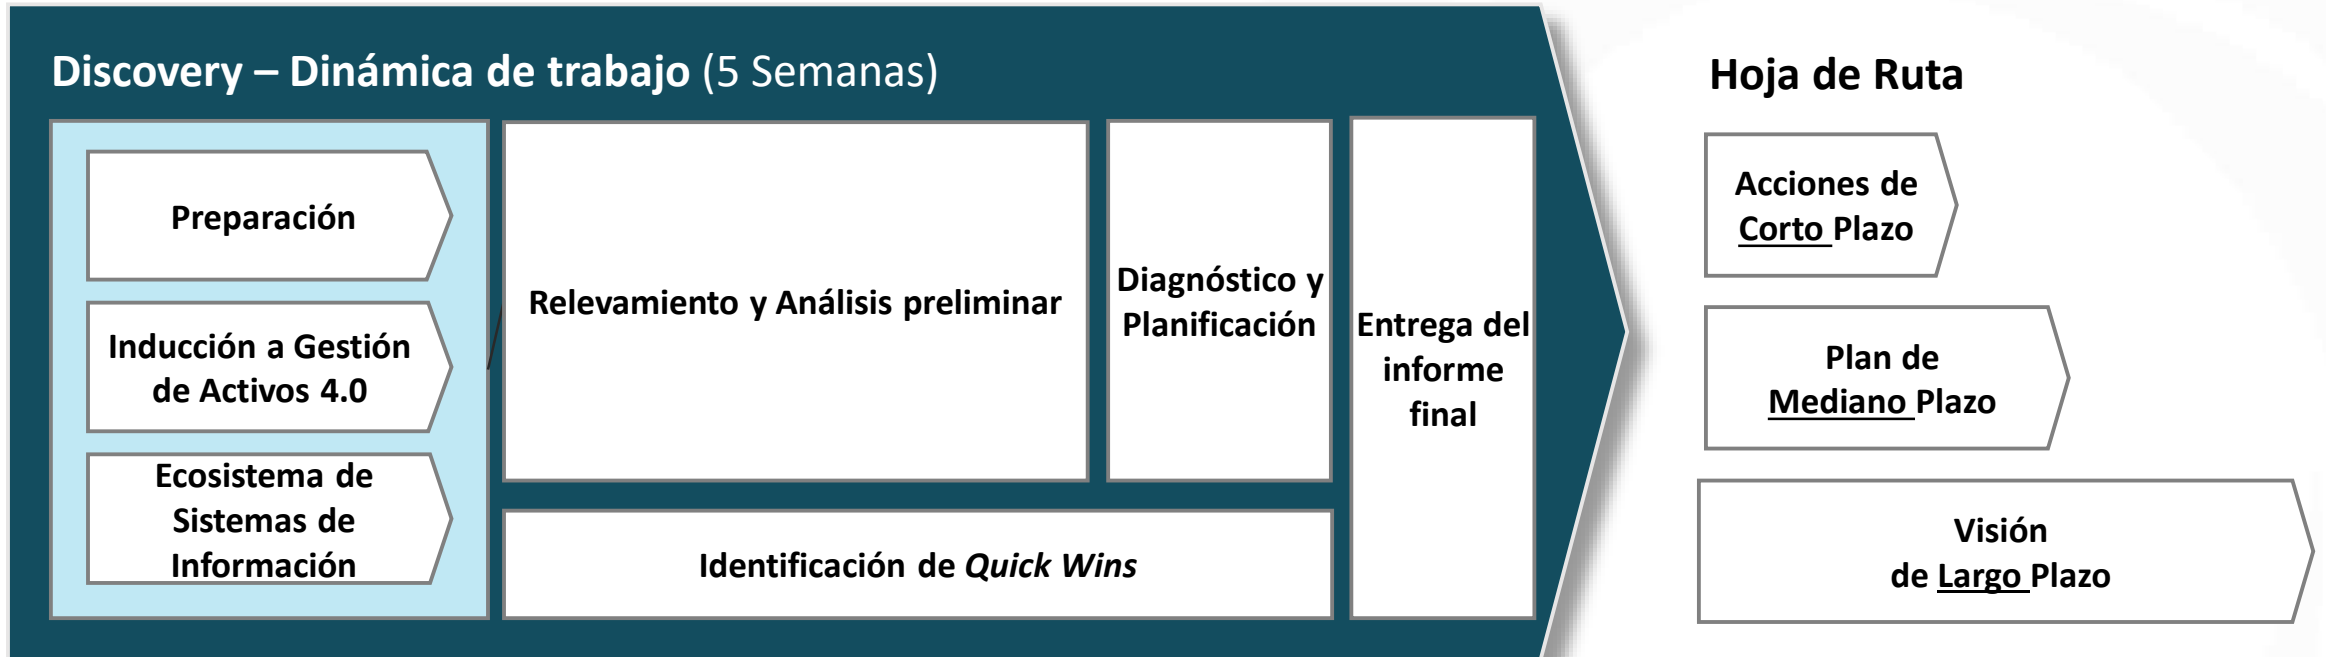 Discovery – Dinámica de trabajo (5 Semanas)
Preparación
Inducción a Gestión
de Activos 4.0
Ecosistema de
Sistemas de
Información
Relevamiento y Análisis preliminar
Identificación de Quick Wins
Diagnóstico y
Planificación
Entrega del
informe
final
Hoja de Ruta
Acciones de
Corto Plazo
Plan de
Mediano Plazo
Visión
de Largo Plazo